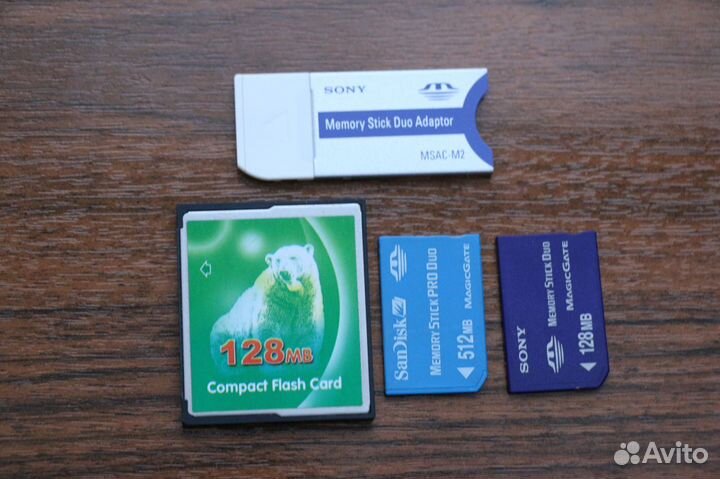 SONY
Memory Stick Duo Adaptor
MSAC-M2
128MB
Compact Flash Card
SanDisk
MEMORY STICK PRO DUO
MAGICGATE
512MB
SONY
MEMORY STICK DUO
MAGICGATE
128MB
Avito